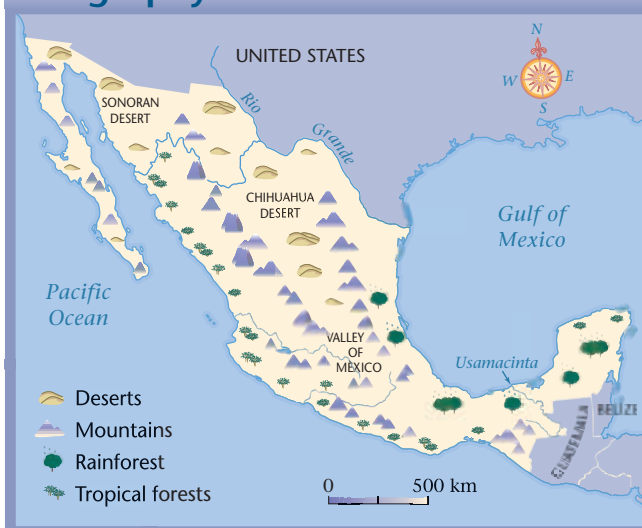 N
W E
S
UNITED STATES
SONORAN
DESERT
Rio
Grande
CHIHUAHUA
DESERT
Gulf of
Mexico
Pacific
Ocean
VALLEY
OF
MÉXICO
Usamacinta
Deserts
Mountains
Rainforest
Tropical forests
GUATEMALA
BELIZE
0 500 km